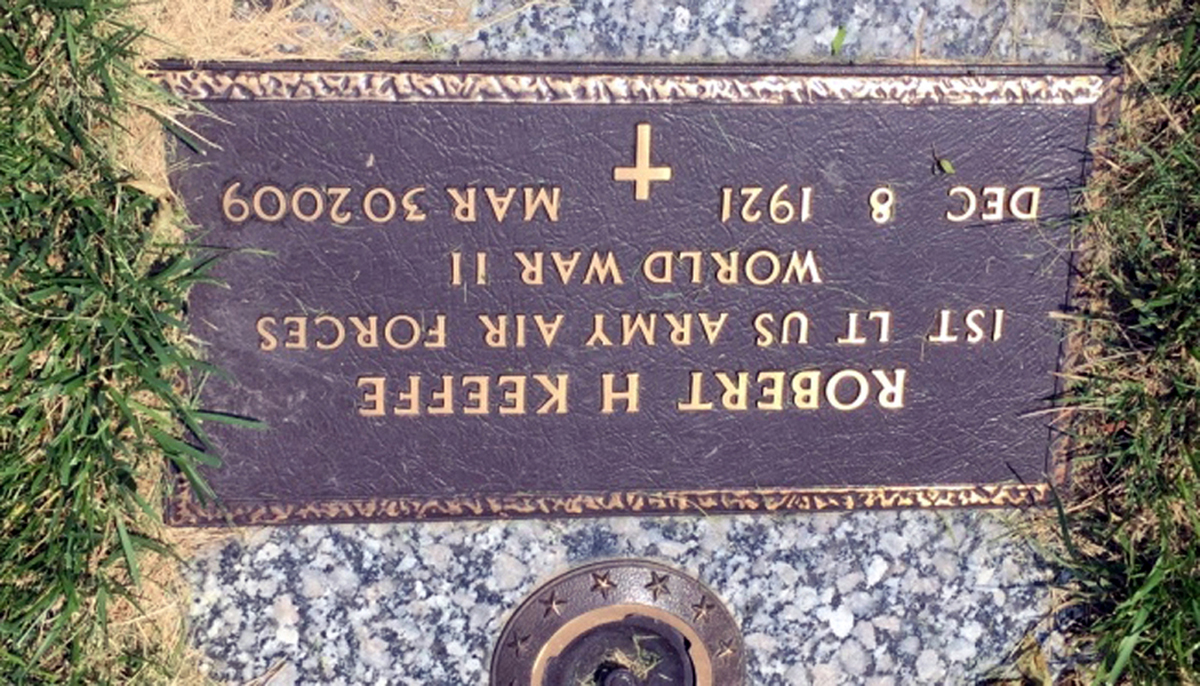 ROBERT H KEEFFE
1ST LT US ARMY AIR FORCES
WORLD WAR II
DEC 8 1921 MAR 30 2009